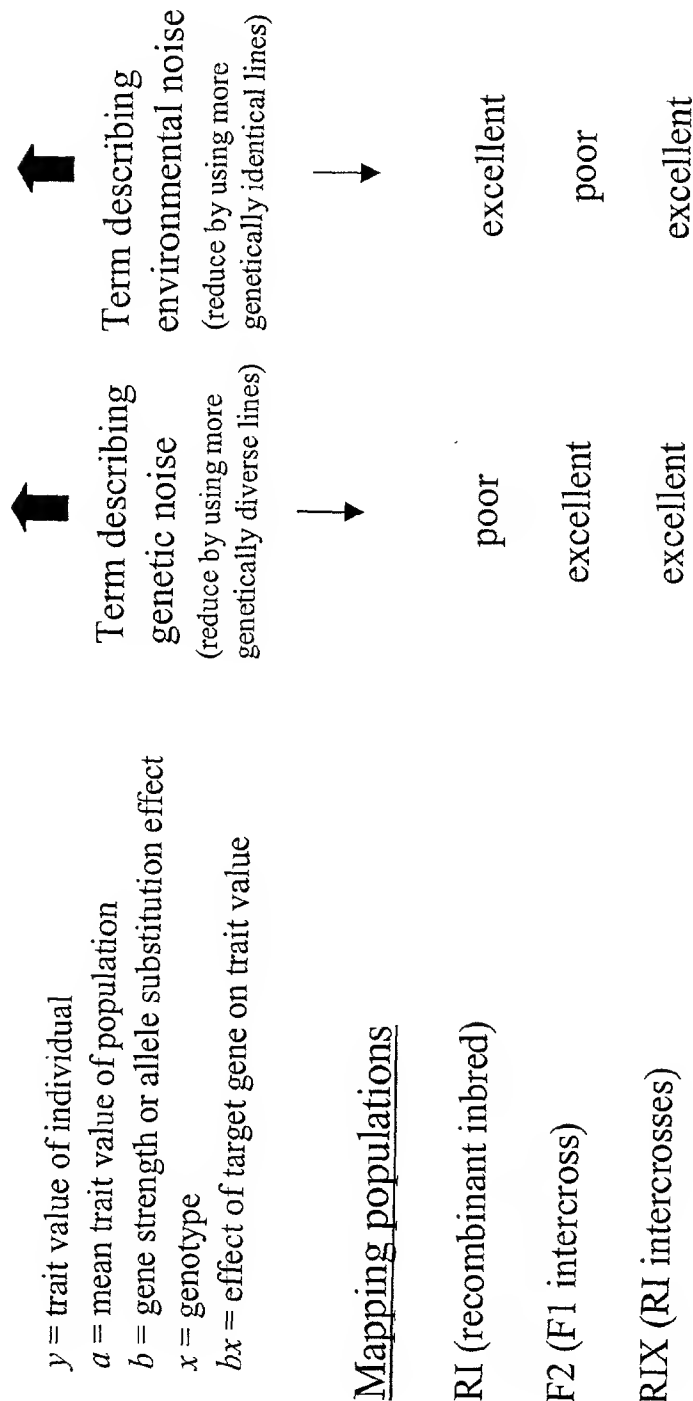 y = trait value of individual
a = mean trait value of population
b = gene strength or allele substitution effect
x = genotype
bx = effect of target gene on trait value
Term describing
genetic noise
(reduce by using more
genetically diverse lines)
Term describing
environmental noise
(reduce by using more
genetically identical lines)
Mapping populations
RI (recombinant inbred) poor excellent
F2 (F1 intercross) excellent poor
RIX (RI intercrosses) excellent excellent